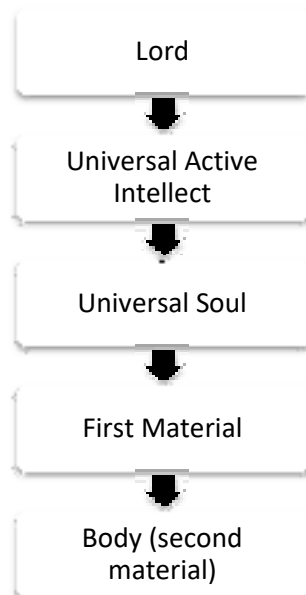 Lord
Universal Active
Intellect
Universal Soul
First Material
Body (second
material)